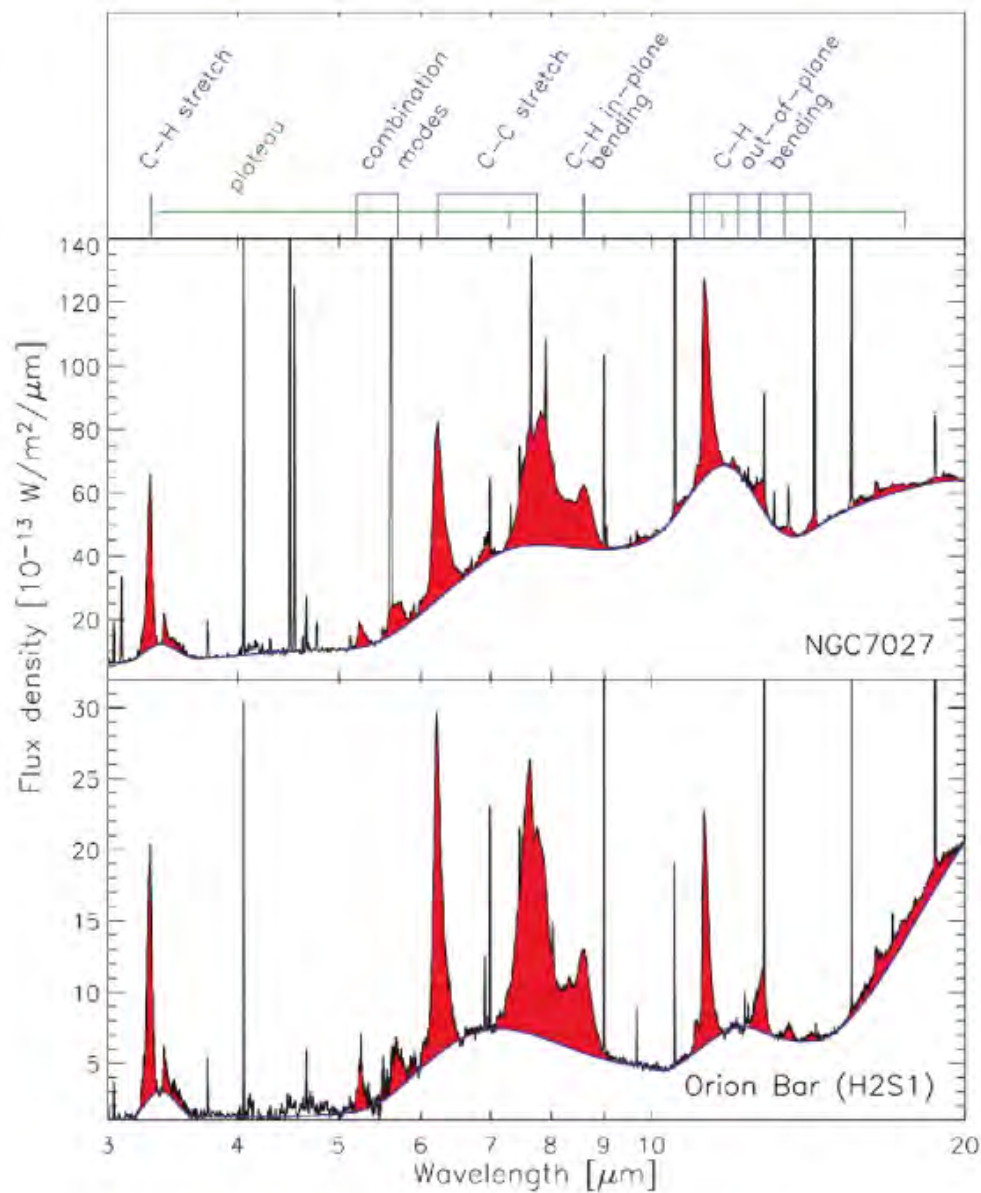 C-H stretch
plateau
combination
modes
C-C stretch
C-H in-plane
bending
C-H
out-of-plane
bending
140
120
100
80
60
40
20
NGC7027
Flux density [10-13 W/m2/μm]
30
25
20
15
10
5
Orion Bar (H2S1)
3 4 5 6 7 8 9 10 20
Wavelength [μm]